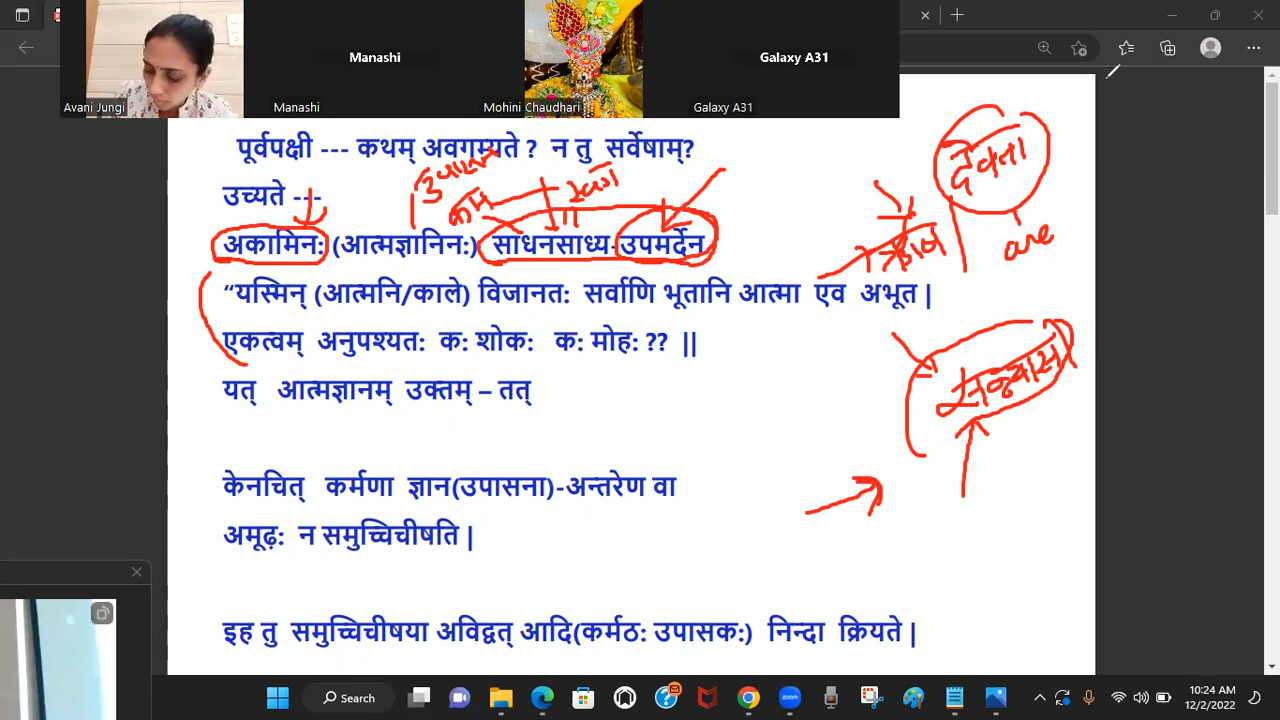 Manashi
Galaxy A31
Avani Jungi
Manashi
Mohini Chaudhari
Galaxy A31
पूर्वपक्षी --- कथम् अवगम्यते ? न तु सर्वेषाम्?
देवता
उच्यते ---
are
अकामिन: (आत्मज्ञानिन:) साधनसाध्य-उपमर्देन
“यस्मिन् (आत्मनि/काले) विजानत: सर्वाणि भूतानि आत्मा एव अभूत |
एकत्वम् अनुपश्यत: क: शोक: क: मोह: ?? ||
यत् आत्मज्ञानम् उक्तम् – तत्
केनचित् कर्मणा ज्ञान(उपासना)-अन्तरेण वा
अमूढ़: न समुच्चिचीषति |
इह तु समुच्चिचीषया अविद्वत् आदि(कर्मठ: उपासक:) निन्दा क्रियते |
Search
10:24 AM
12/2/2022